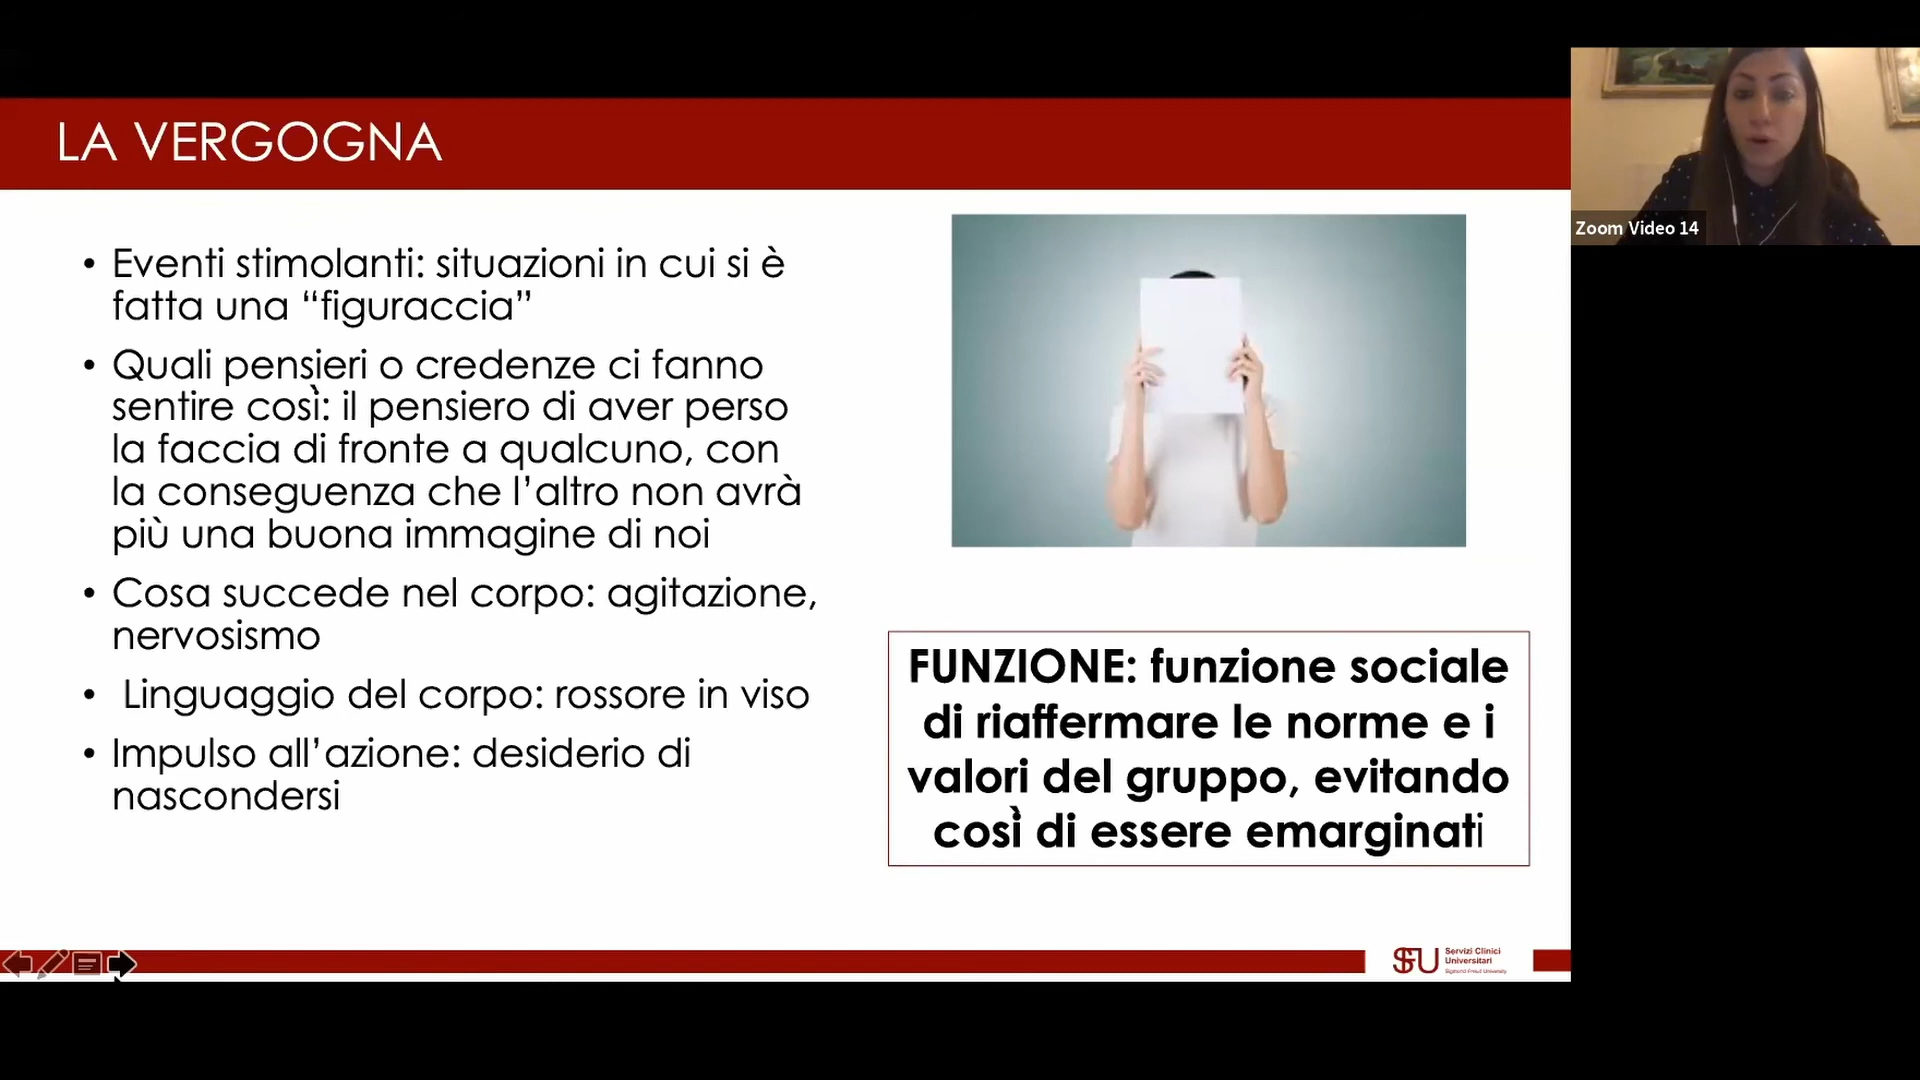 LA VERGOGNA
• Eventi stimolanti: situazioni in cui si è
fatta una “figuraccia”
• Quali pensieri o credenze ci fanno
sentire così: il pensiero di aver perso
la faccia di fronte a qualcuno, con
la conseguenza che l’altro non avrà
più una buona immagine di noi
• Cosa succede nel corpo: agitazione,
nervosismo
• Linguaggio del corpo: rossore in viso
• Impulso all’azione: desiderio di
nascondersi
FUNZIONE: funzione sociale
di riaffermare le norme e i
valori del gruppo, evitando
così di essere emarginati
SFU
Servizi Clinici
Universitari
Sigmund Freud University
Zoom Video 14